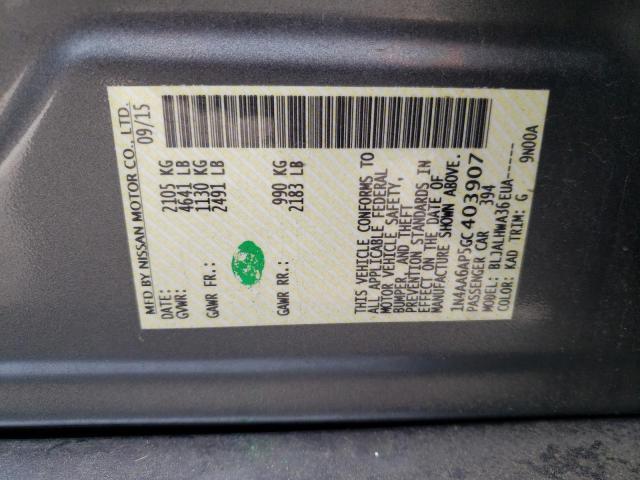 MFD BY NISSAN MOTOR CO., LTD.
DATE: 09/15
GVWR: 2105 KG
4641 LB
GAWR FR: 1130 KG
2491 LB
GAWR RR: 990 KG
2183 LB
THIS VEHICLE CONFORMS TO
ALL APPLICABLE FEDERAL
MOTOR VEHICLE SAFETY,
BUMPER, AND THEFT
PREVENTION STANDARDS IN
EFFECT ON THE DATE OF
MANUFACTURE SHOWN ABOVE.
1N4AA6AP5GC403907
PASSENGER CAR 394
MODEL: BLJALHWA36EUA-----
COLOR: KAD TRIM: G 9N00A